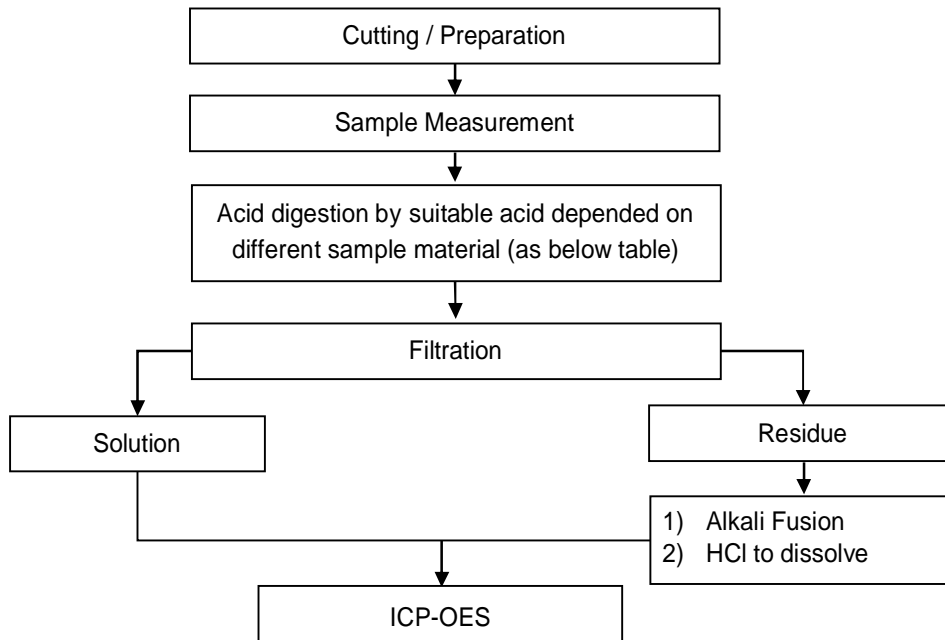 Cutting / Preparation
Sample Measurement
Acid digestion by suitable acid depended on
different sample material (as below table)
Filtration
Solution
Residue
1) Alkali Fusion
2) HCl to dissolve
ICP-OES